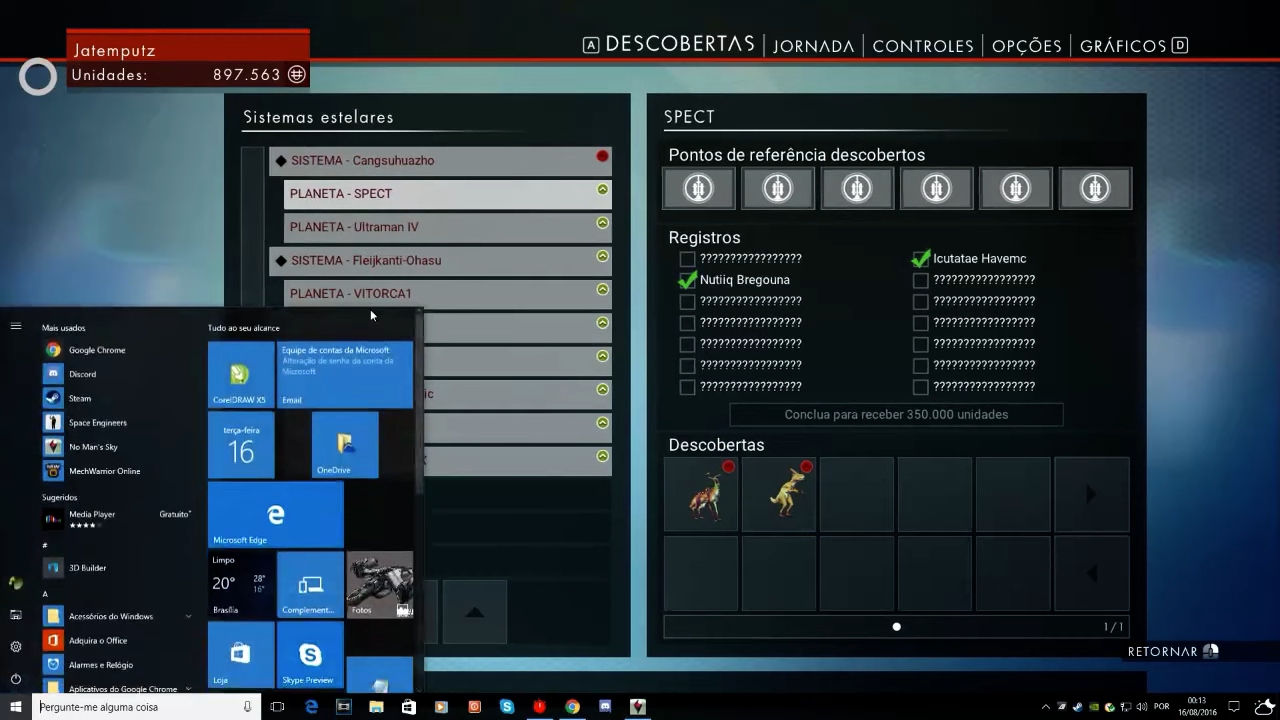 Jatemputz
Unidades: 897.563
A DESCOBERTAS JORNADA CONTROLES OPÇÕES GRÁFICOS D
Sistemas estelares
SISTEMA - Cangsuhuazho
PLANETA - SPECT
PLANETA - Ultraman IV
SISTEMA - Fleijkanti-Ohasu
PLANETA - VITORCA1
ic
SPECT
Pontos de referência descobertos
Registros
?????????????????
Icutatae Havemc
Nutiiq Bregouna
?????????????????
?????????????????
?????????????????
?????????????????
?????????????????
?????????????????
?????????????????
?????????????????
?????????????????
?????????????????
?????????????????
Conclua para receber 350.000 unidades
Descobertas
1/1
RETORNAR
Mais usados
Google Chrome
Discord
Steam
Space Engineers
No Man's Sky
MechWarrior Online
Sugeridos
Media Player Gratuito*
#
3D Builder
A
Acessórios do Windows
Adquira o Office
Alarmes e Relógio
Aplicativos do Google Chrome
Tudo ao seu alcance
CorelDRAW X5
Equipe de contas da Microsoft
Alteração de senha da conta da
Microsoft
Email
terça-feira
16
OneDrive
Microsoft Edge
Limpo
20° 28°
16°
Brasília
Complement...
Fotos
Loja
Skype Preview
Pergunte-me alguma coisa
POR
00:13
16/08/2016